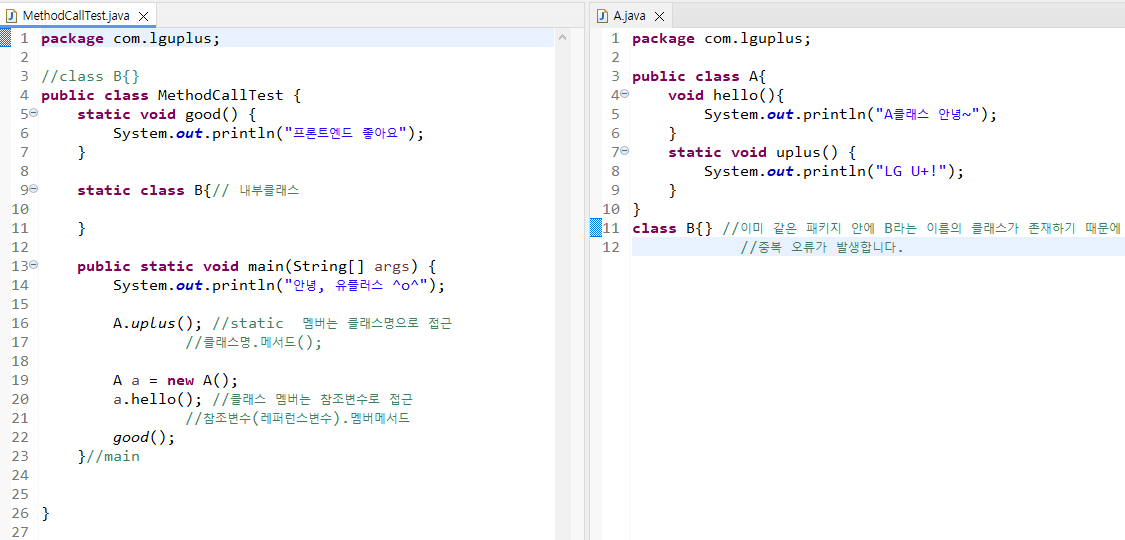 MethodCallTest.java
1 package com.lguplus;
2
3 //class B{}
4 public class MethodCallTest {
5 static void good() {
6 System.out.println("프론트엔드 좋아요");
7 }
8
9 static class B{// 내부클래스
10
11 }
12
13 public static void main(String[] args) {
14 System.out.println("안녕, 유플러스 ^o^");
15
16 A.uplus(); //static 멤버는 클래스명으로 접근
17 //클래스명.메서드();
18
19 A a = new A();
20 a.hello(); //클래스 멤버는 참조변수로 접근
21 //참조변수(레퍼런스변수).멤버메서드
22 good();
23 }//main
24
25
26 }
27
A.java
1 package com.lguplus;
2
3 public class A{
4 void hello(){
5 System.out.println("A클래스 안녕~");
6 }
7 static void uplus() {
8 System.out.println("LG U+!");
9 }
10 }
11 class B{} //이미 같은 패키지 안에 B라는 이름의 클래스가 존재하기 때문에
12 //중복 오류가 발생합니다.